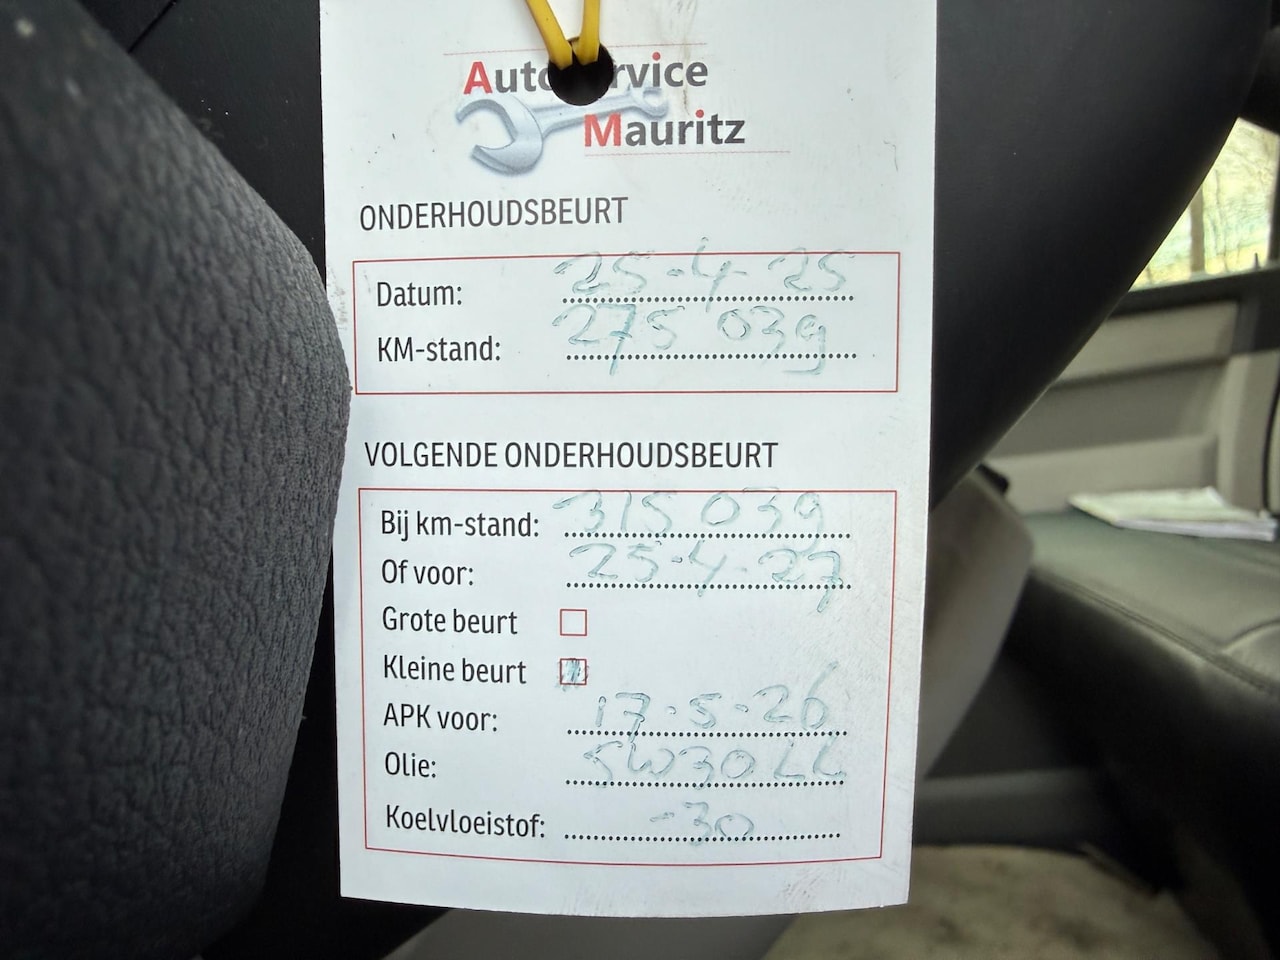 Autoservice
Mauritz
ONDERHOUDSBEURT
Datum: 25-4-25
KM-stand: 275 039
VOLGENDE ONDERHOUDSBEURT
Bij km-stand: 315 039
Of voor: 25-4-27
Grote beurt
Kleine beurt
APK voor: 17-5-26
Olie: 5W30LL
Koelvloeistof: -30